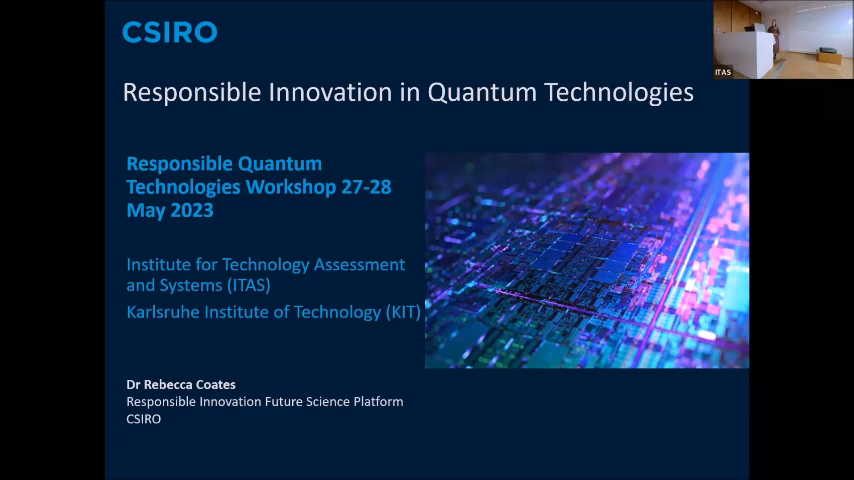 CSIRO
ITAS
Responsible Innovation in Quantum Technologies
Responsible Quantum
Technologies Workshop 27-28
May 2023
Institute for Technology Assessment
and Systems (ITAS)
Karlsruhe Institute of Technology (KIT)
Dr Rebecca Coates
Responsible Innovation Future Science Platform
CSIRO